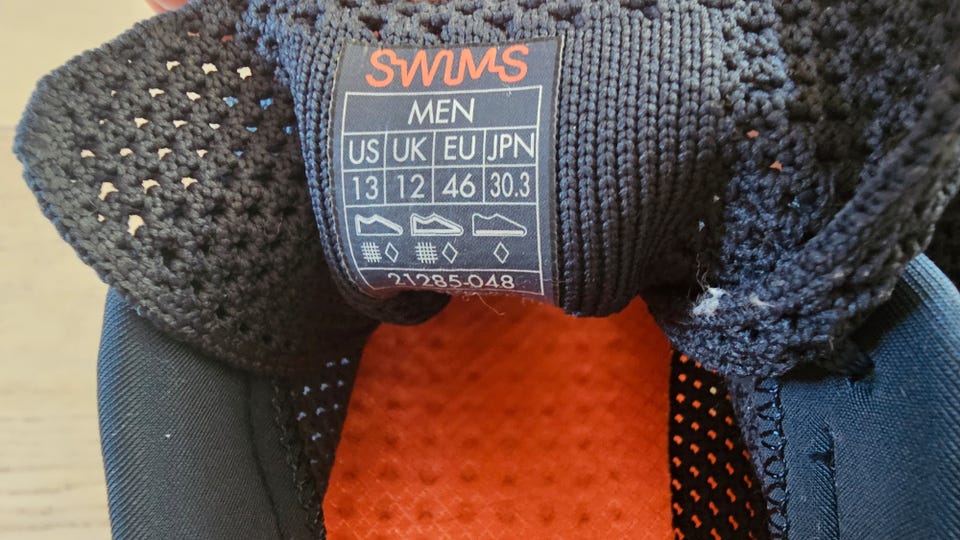 SWIMS
MEN
US UK EU JPN
13 12 46 30.3
21285-048